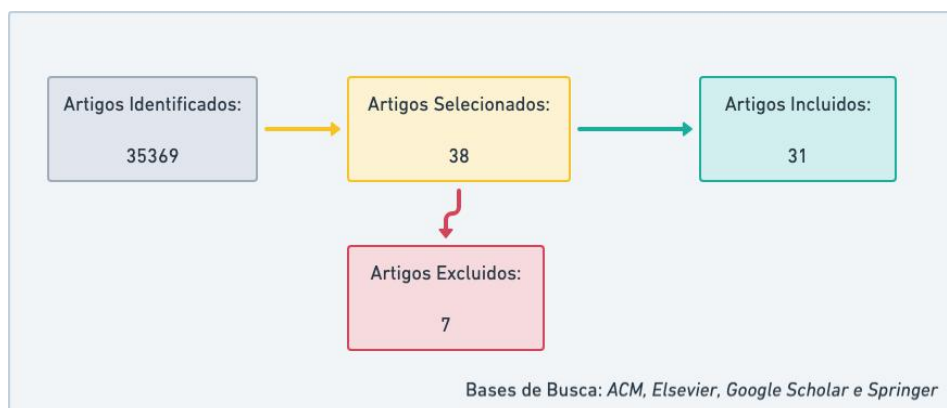 Artigos Identificados:
35369
Artigos Selecionados:
38
Artigos Incluidos:
31
Artigos Excluidos:
7
Bases de Busca: ACM, Elsevier, Google Scholar e Springer